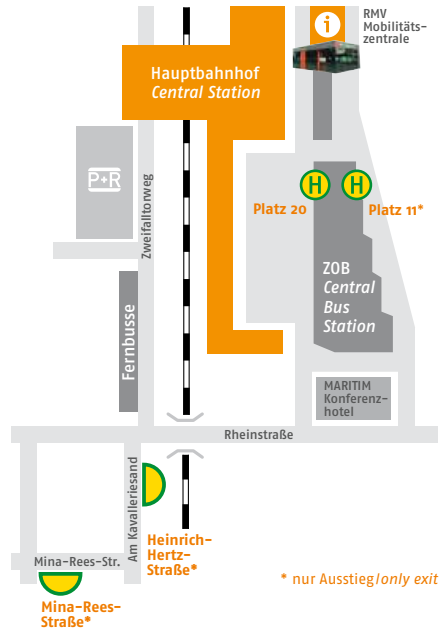 i
RMV
Mobilitäts-
zentrale
Hauptbahnhof
Central Station
P+R
Zweifalltorweg
H
H
Platz 20
Platz 11*
ZOB
Central
Bus
Station
Fernbusse
MARITIM
Konferenz-
hotel
Rheinstraße
Am Kavalleriesand
Heinrich-
Hertz-
Straße*
Mina-Rees-Str.
Mina-Rees-
Straße*
* nur Ausstieg/only exit